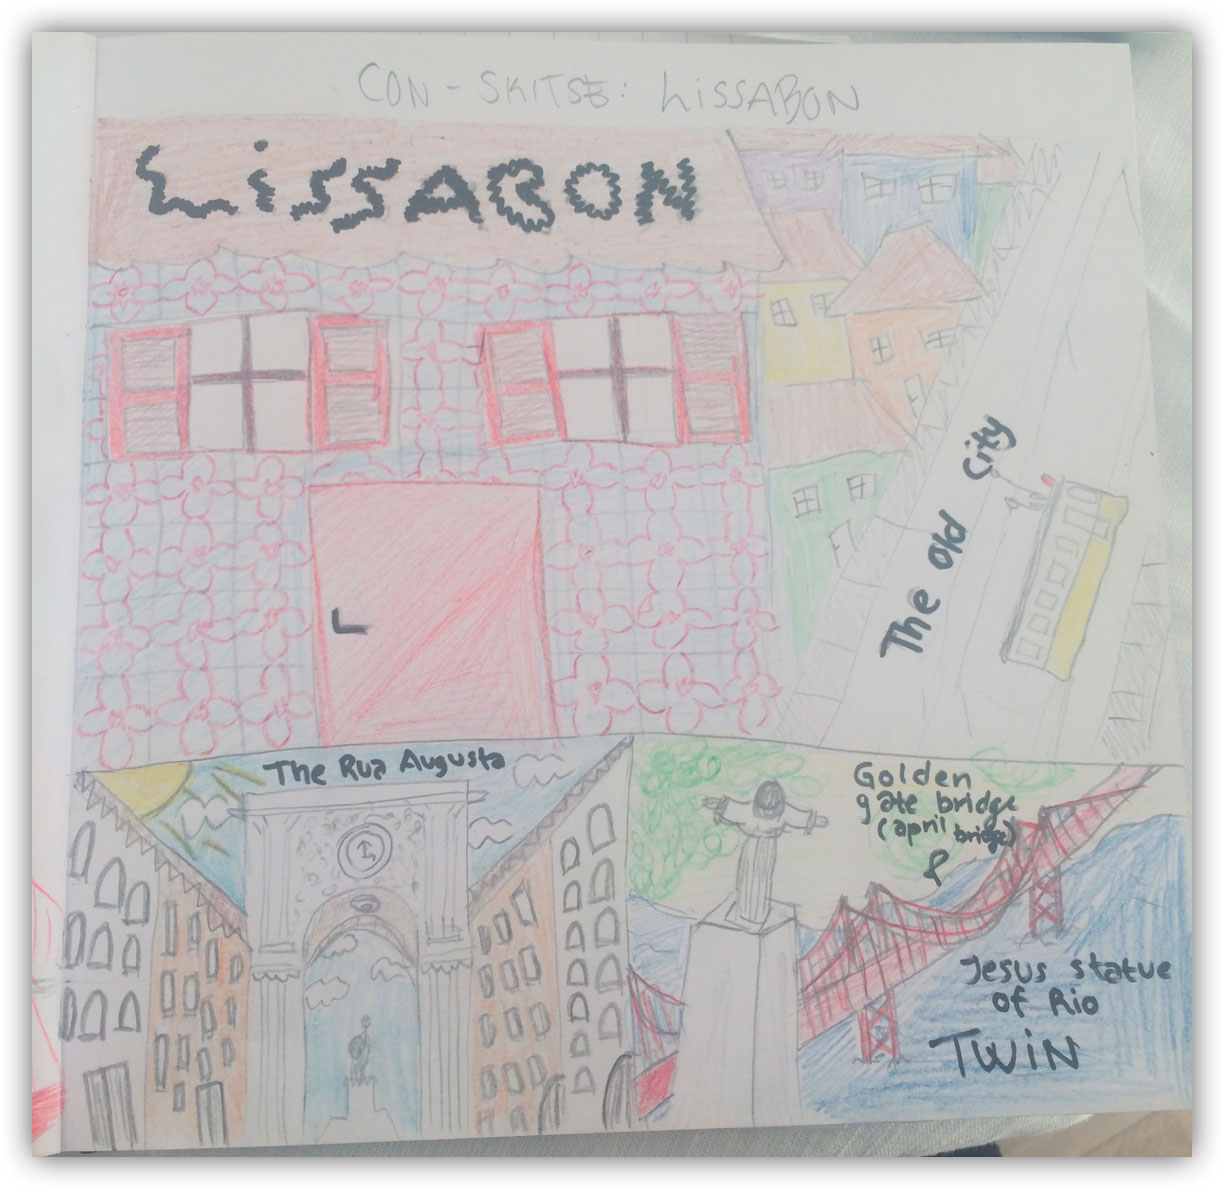 CON - SKITSE: LISSABON
LiSSABON
The Old City
The Rua Augusta
Golden
gate bridge
(april bridge)
Jesus statue
of Rio
TWiN